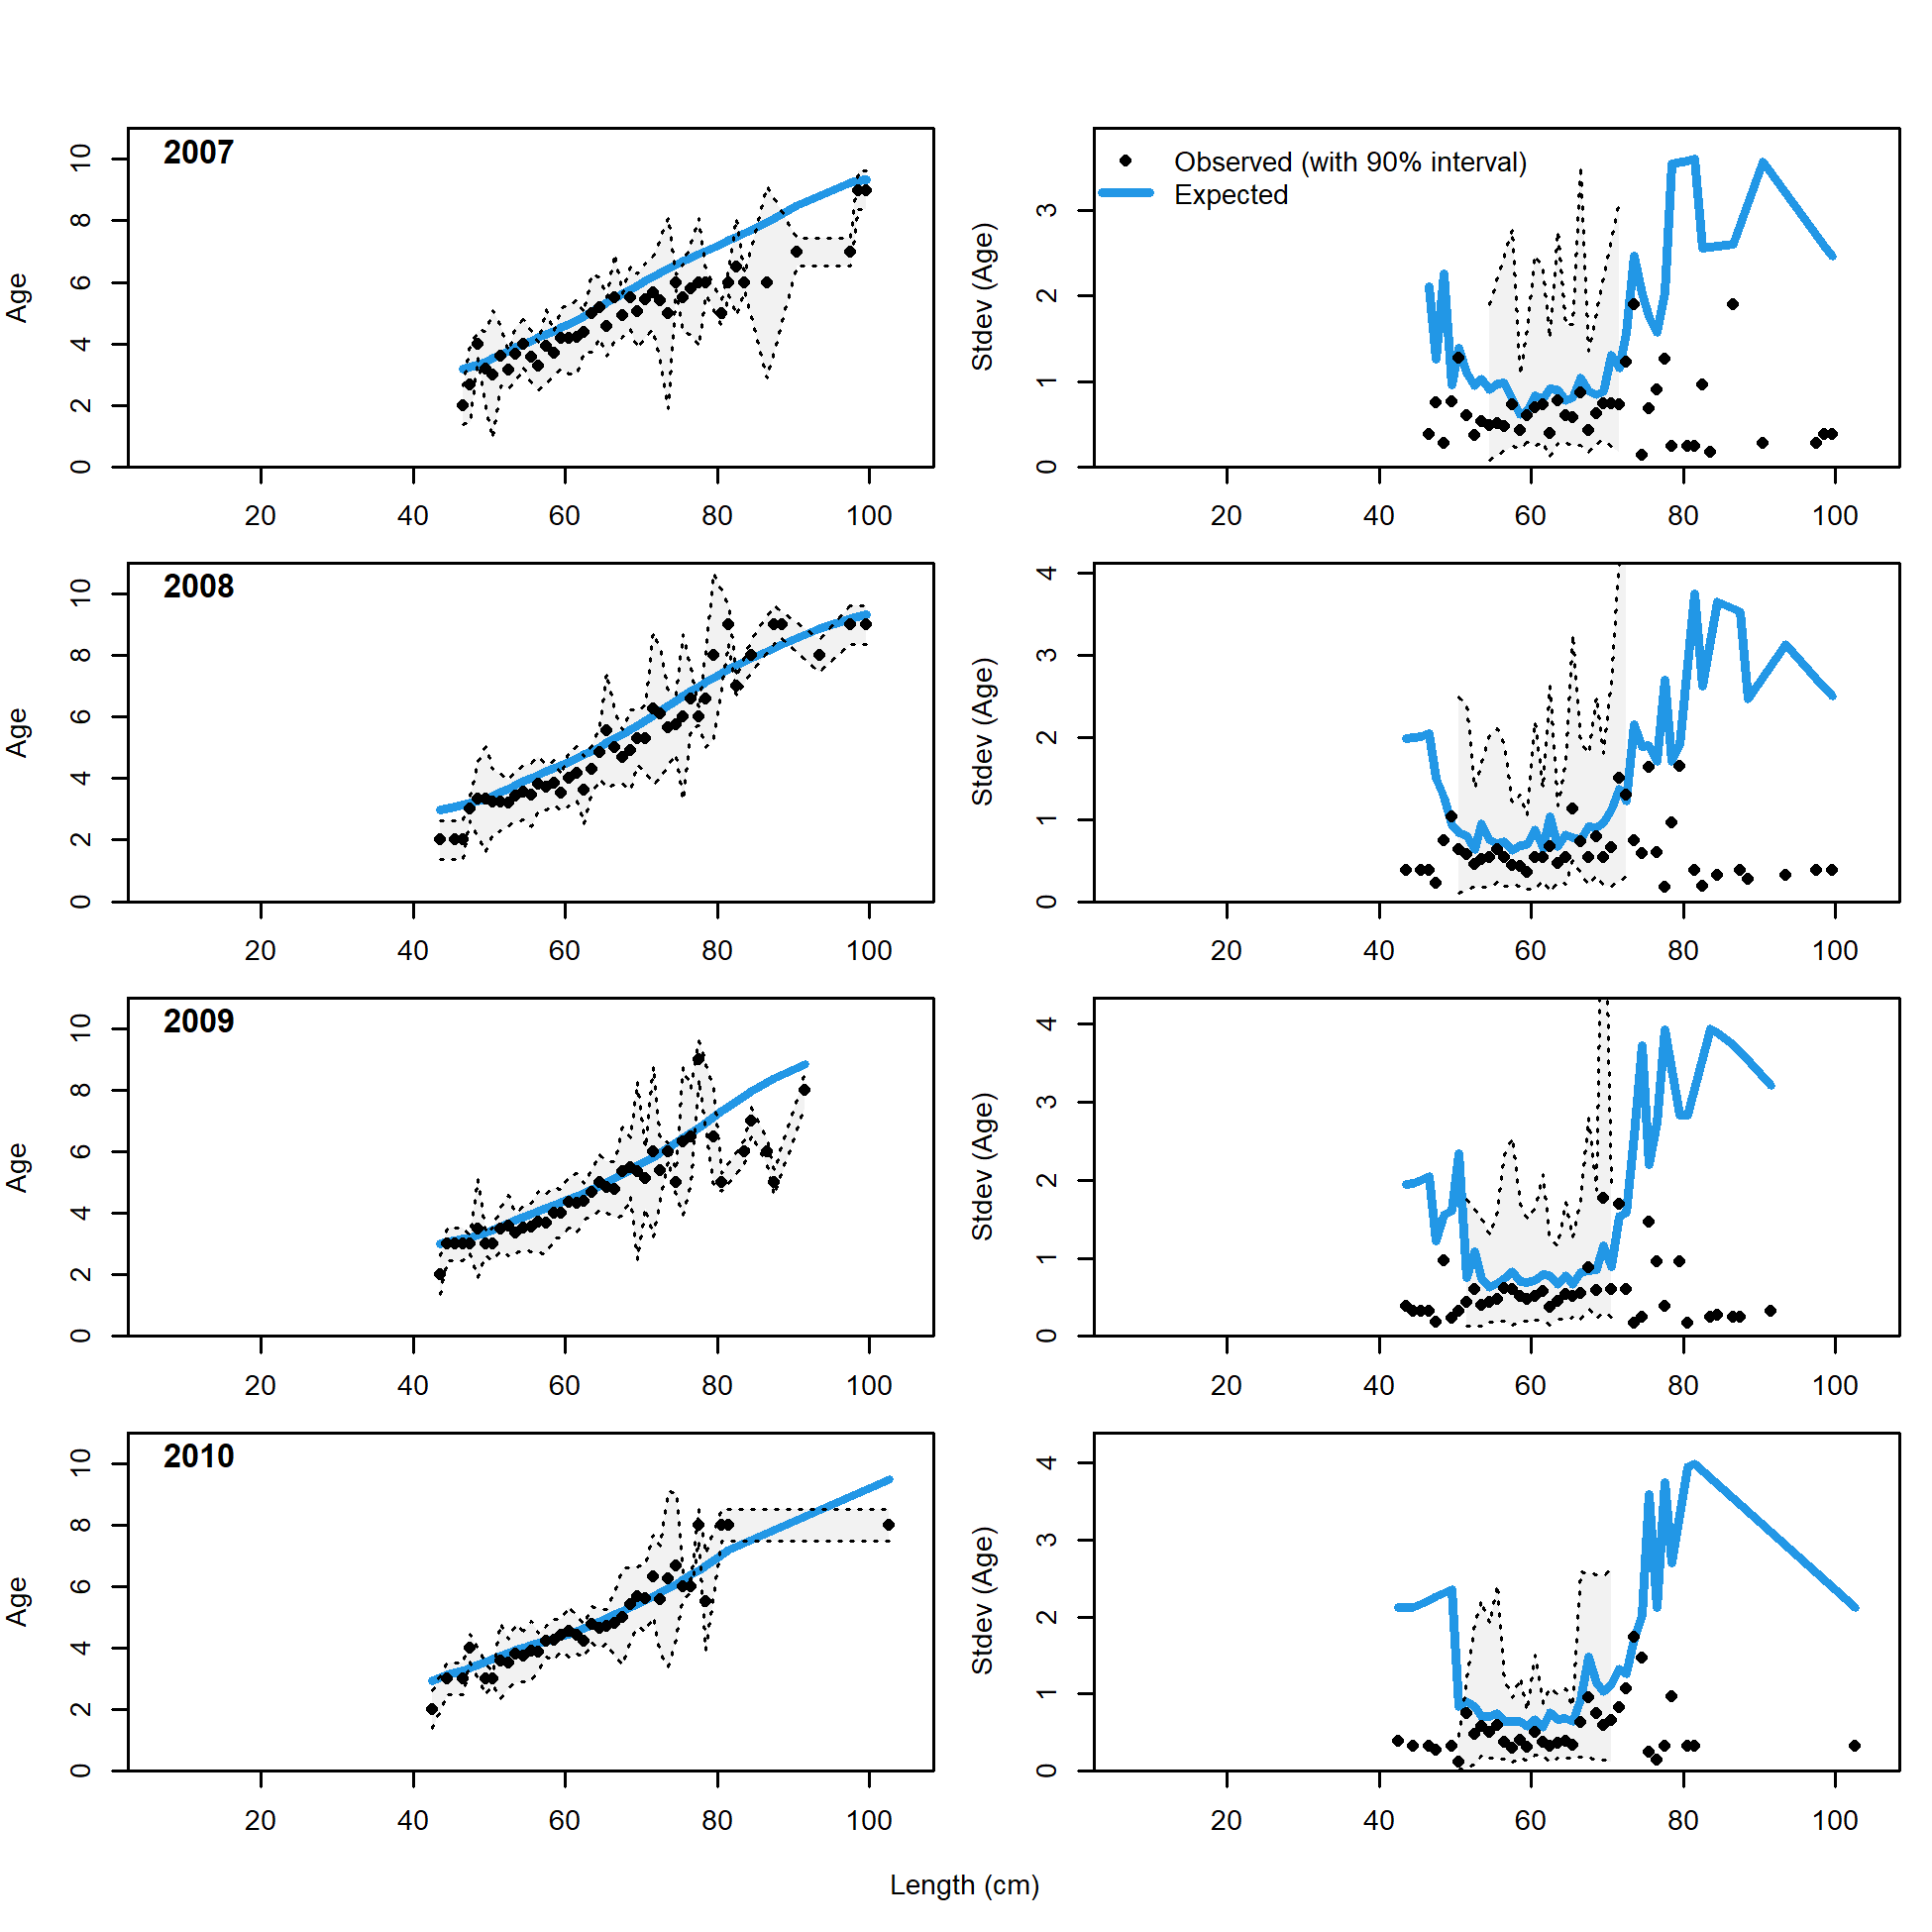 2007
Age
0 2 4 6 8 10
20 40 60 80 100
Observed (with 90% interval)
Expected
Stdev (Age)
0 1 2 3
20 40 60 80 100
2008
Age
0 2 4 6 8 10
20 40 60 80 100
Stdev (Age)
0 1 2 3 4
20 40 60 80 100
2009
Age
0 2 4 6 8 10
20 40 60 80 100
Stdev (Age)
0 1 2 3 4
20 40 60 80 100
2010
Age
0 2 4 6 8 10
20 40 60 80 100
Stdev (Age)
0 1 2 3 4
20 40 60 80 100
Length (cm)